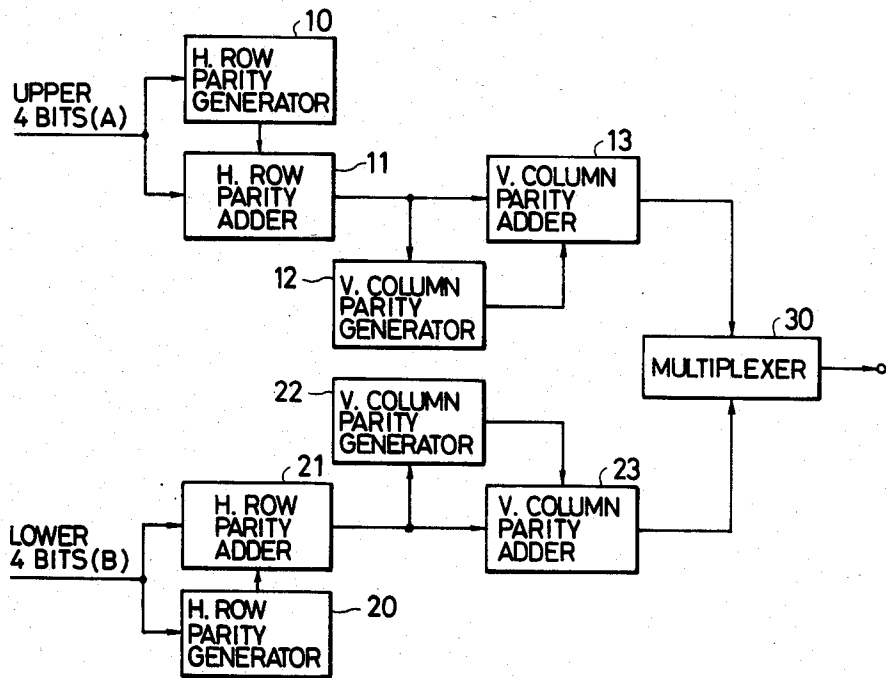 10
H. ROW
PARITY
GENERATOR
UPPER
4 BITS(A)
11
H. ROW
PARITY
ADDER
13
V. COLUMN
PARITY
ADDER
12
V. COLUMN
PARITY
GENERATOR
30
MULTIPLEXER
22
V. COLUMN
PARITY
GENERATOR
21
H. ROW
PARITY
ADDER
23
V. COLUMN
PARITY
ADDER
LOWER
4 BITS(B)
20
H. ROW
PARITY
GENERATOR